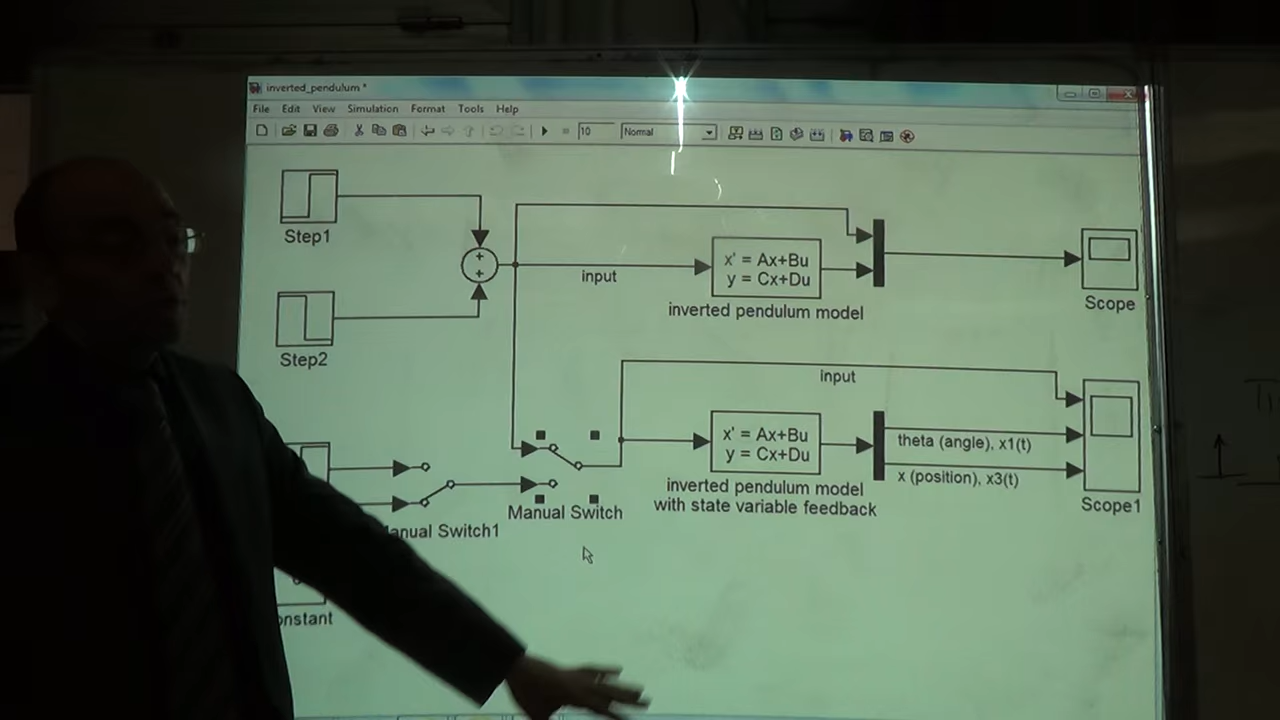 inverted_pendulum *
File Edit View Simulation Format Tools Help
10 Normal
Step1
+
+
input
x' = Ax+Bu
y = Cx+Du
inverted pendulum model
Scope
Step2
input
x' = Ax+Bu
y = Cx+Du
theta (angle), x1(t)
x (position), x3(t)
inverted pendulum model
with state variable feedback
Scope1
Manual Switch
anual Switch1
onstant